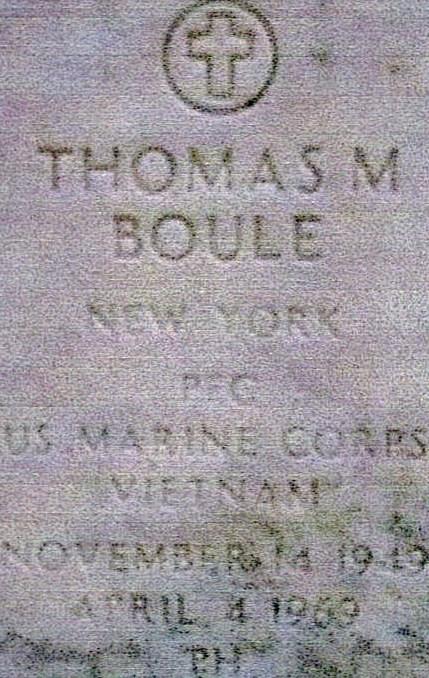 THOMAS M
BOULE
NEW YORK
PFC
US MARINE CORPS
VIETNAM
NOVEMBER 14 1949
APRIL 4 1969
PH